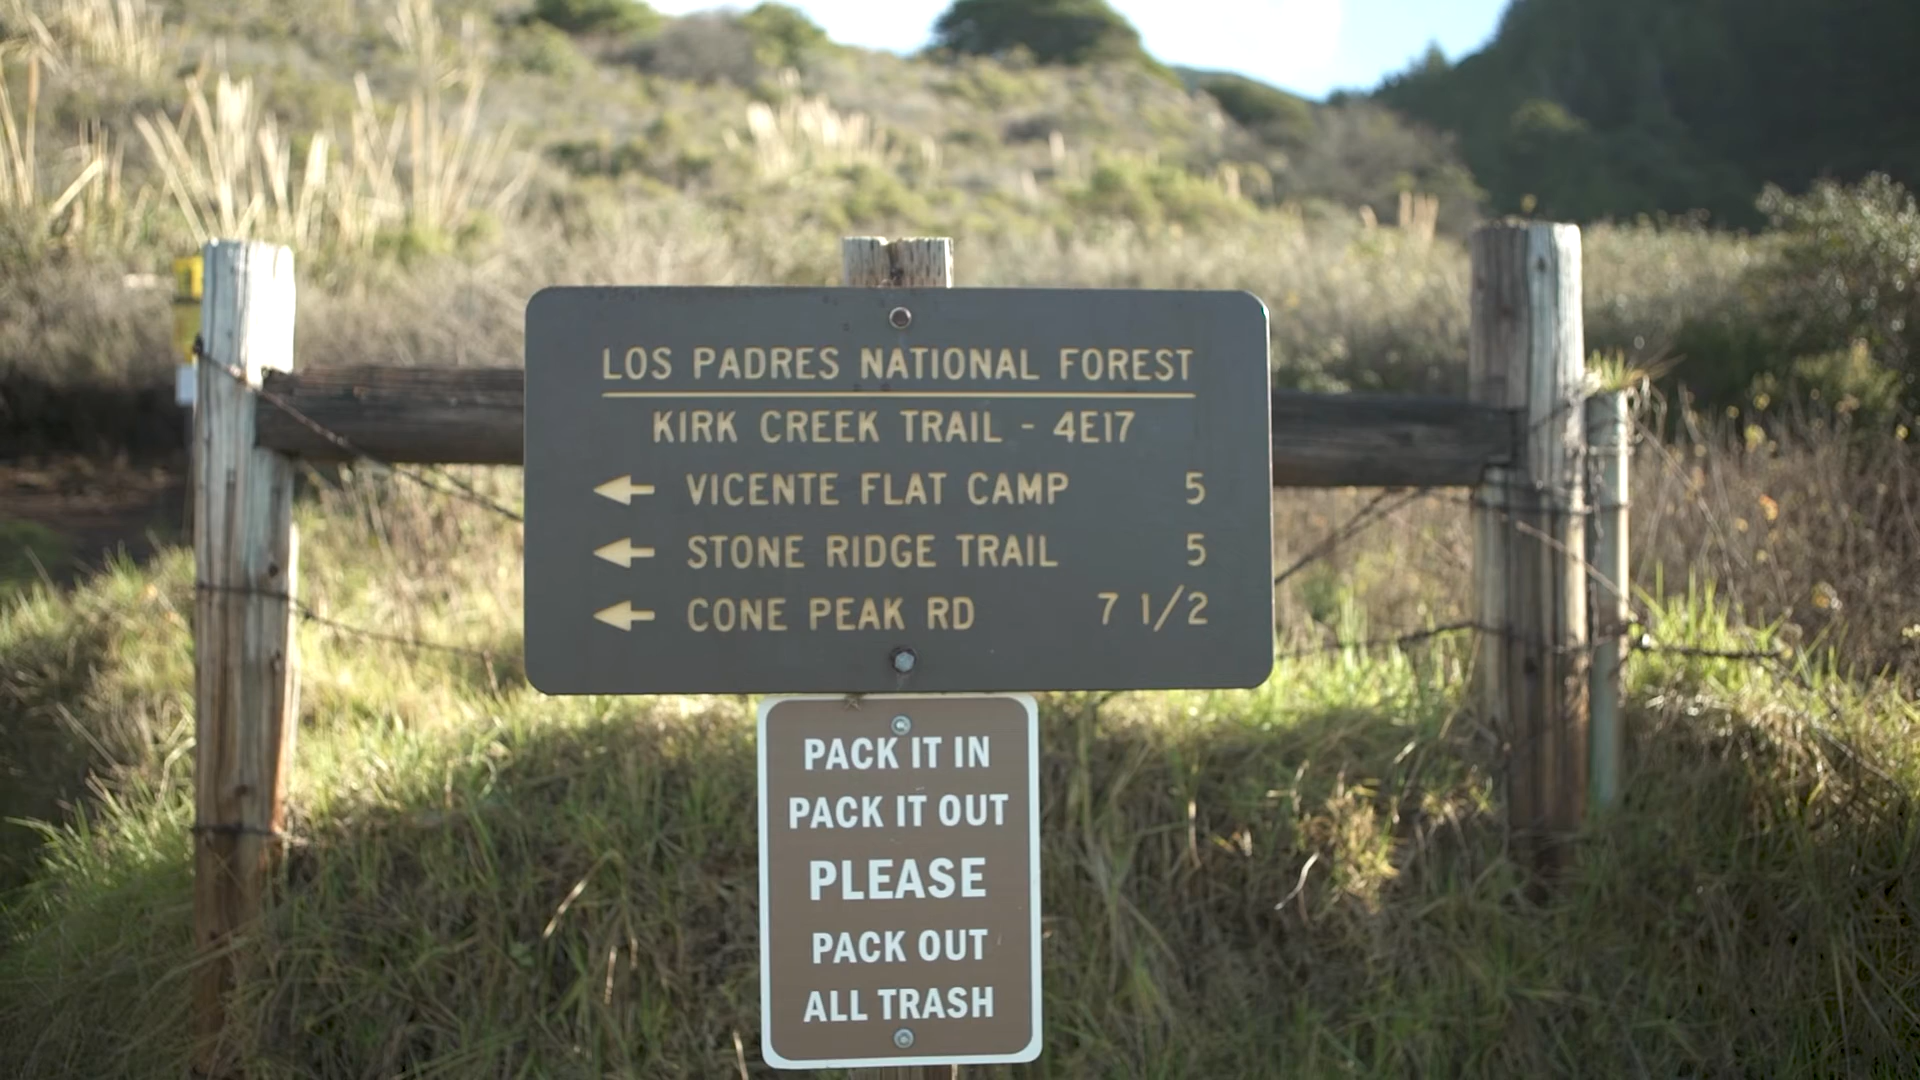 LOS PADRES NATIONAL FOREST
KIRK CREEK TRAIL - 4E17
← VICENTE FLAT CAMP 5
← STONE RIDGE TRAIL 5
← CONE PEAK RD 7 1/2
PACK IT IN
PACK IT OUT
PLEASE
PACK OUT
ALL TRASH